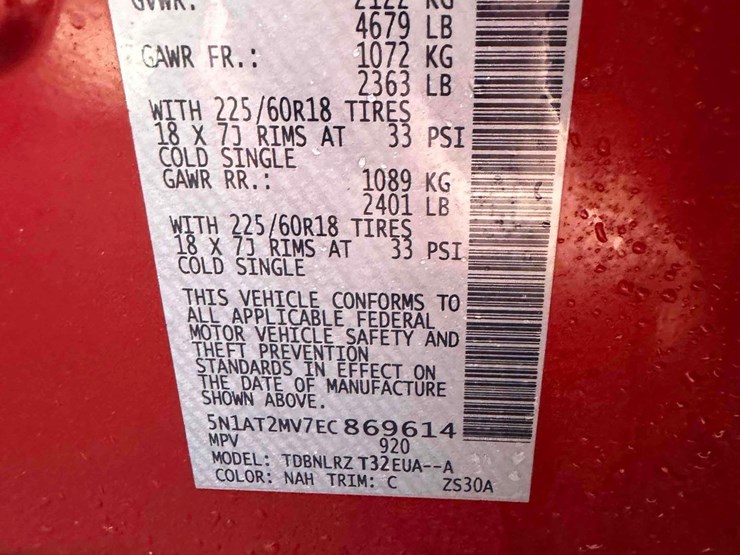 GVWR: 2122 KG
4679 LB
GAWR FR.: 1072 KG
2363 LB
WITH 225/60R18 TIRES
18 X 7J RIMS AT 33 PSI
COLD SINGLE
GAWR RR.: 1089 KG
2401 LB
WITH 225/60R18 TIRES
18 X 7J RIMS AT 33 PSI
COLD SINGLE
THIS VEHICLE CONFORMS TO
ALL APPLICABLE FEDERAL
MOTOR VEHICLE SAFETY AND
THEFT PREVENTION
STANDARDS IN EFFECT ON
THE DATE OF MANUFACTURE
SHOWN ABOVE.
5N1AT2MV7EC869614
MPV 920
MODEL: TDBNLRZ T32EUA--A
COLOR: NAH TRIM: C ZS30A